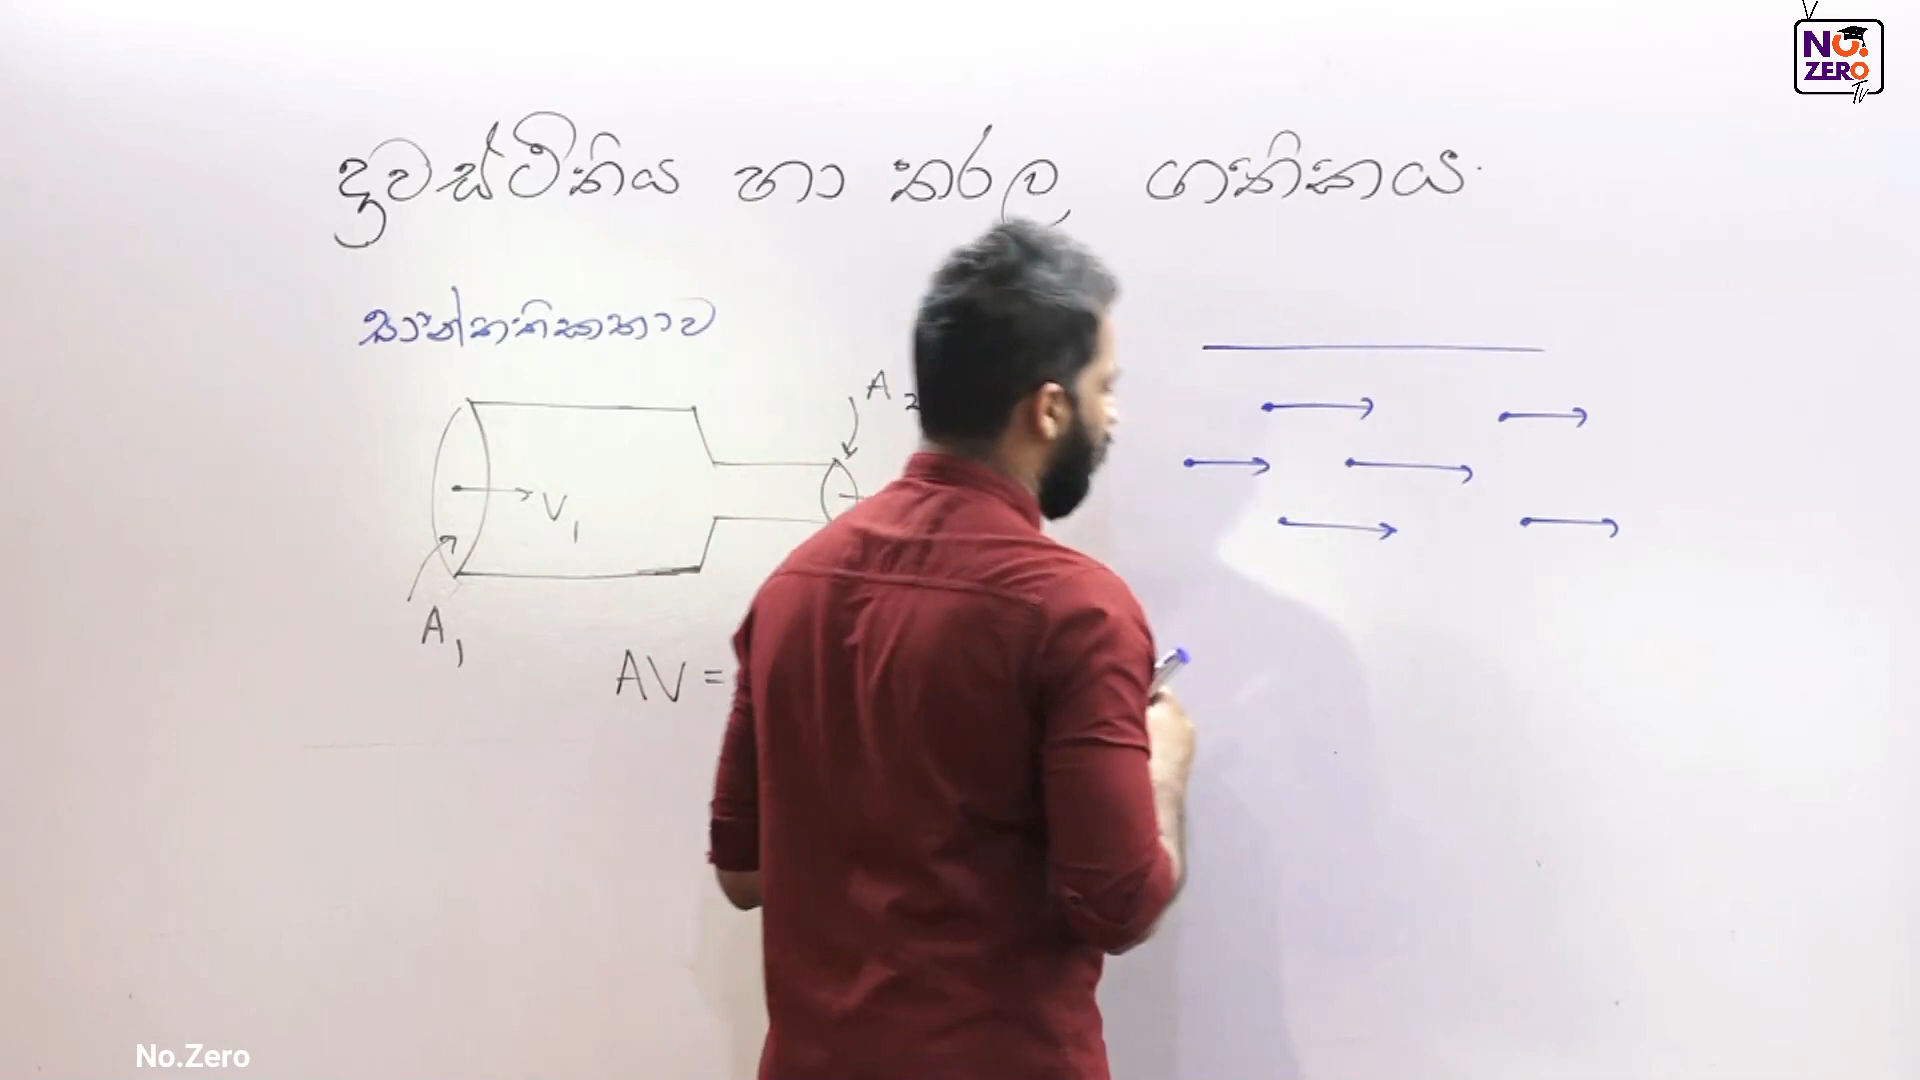 NO.
ZERO
Tv
ද්‍රවස්ථිතිය හා තරල ගතිකය.
සාන්තතිකතාව
A2
V1
A1
AV =
No.Zero